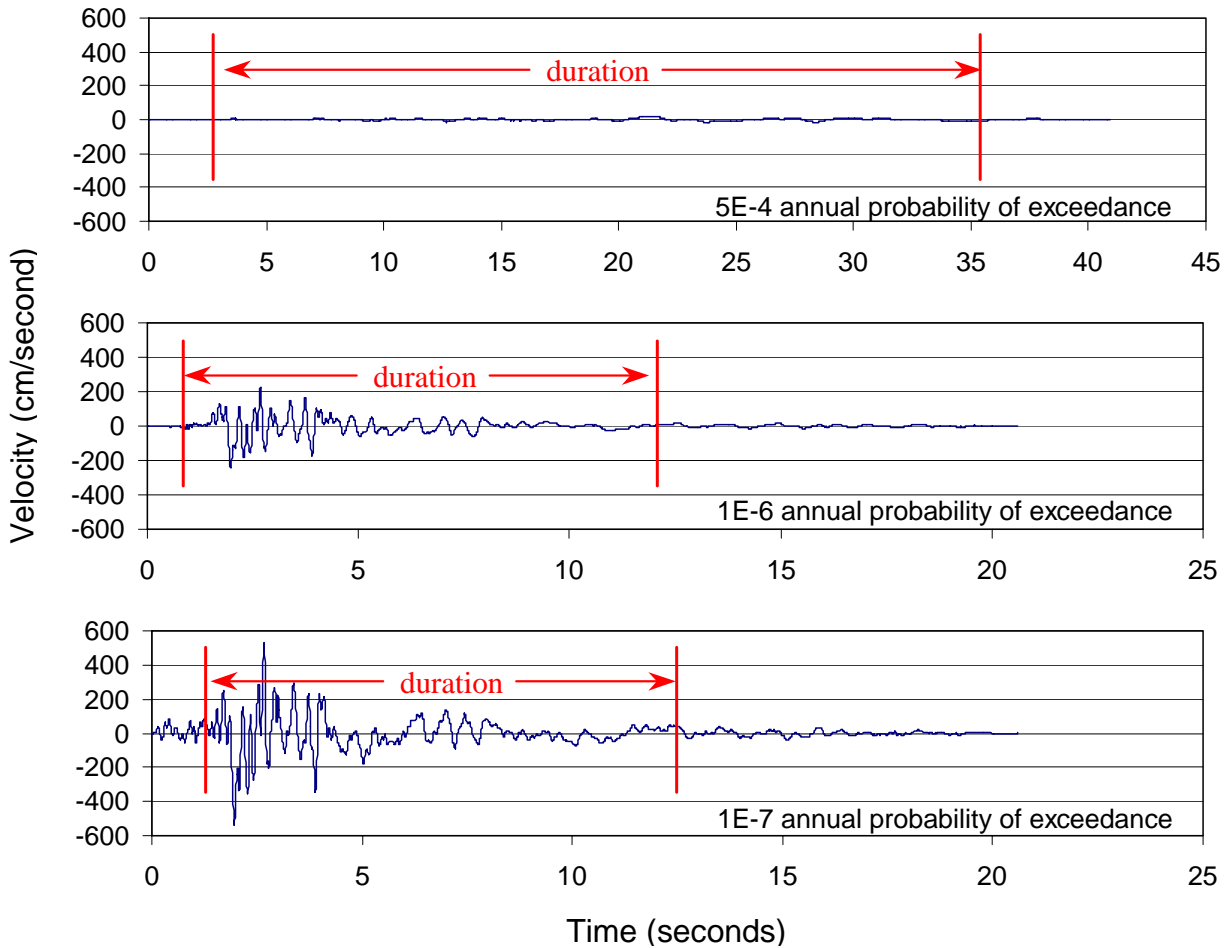 600
400
200
0
-200
-400
-600
duration
5E-4 annual probability of exceedance
0 5 10 15 20 25 30 35 40 45
Velocity (cm/second)
600
400
200
0
-200
-400
-600
duration
1E-6 annual probability of exceedance
0 5 10 15 20 25
600
400
200
0
-200
-400
-600
duration
1E-7 annual probability of exceedance
0 5 10 15 20 25
Time (seconds)